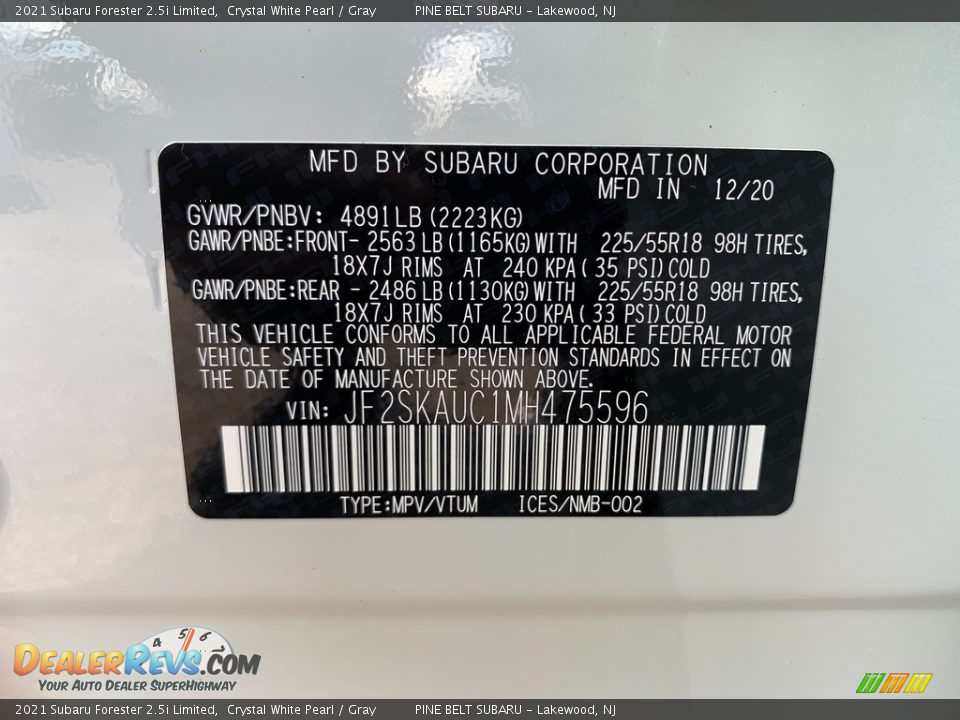 2021 Subaru Forester 2.5i Limited, Crystal White Pearl / Gray PINE BELT SUBARU - Lakewood, NJ
MFD BY SUBARU CORPORATION
MFD IN 12/20
GVWR/PNBV: 4891LB (2223KG)
GAWR/PNBE:FRONT- 2563 LB (1165KG) WITH 225/55R18 98H TIRES,
18X7J RIMS AT 240 KPA ( 35 PSI) COLD
GAWR/PNBE:REAR - 2486 LB (1130KG) WITH 225/55R18 98H TIRES,
18X7J RIMS AT 230 KPA ( 33 PSI) COLD
THIS VEHICLE CONFORMS TO ALL APPLICABLE FEDERAL MOTOR
VEHICLE SAFETY AND THEFT PREVENTION STANDARDS IN EFFECT ON
THE DATE OF MANUFACTURE SHOWN ABOVE.
VIN: JF2SKAUC1MH475596
TYPE:MPV/VTUM ICES/NMB-002
4 5 6 7
DEALERREVS.COM
YOUR AUTO DEALER SUPERHIGHWAY
2021 Subaru Forester 2.5i Limited, Crystal White Pearl / Gray PINE BELT SUBARU - Lakewood, NJ